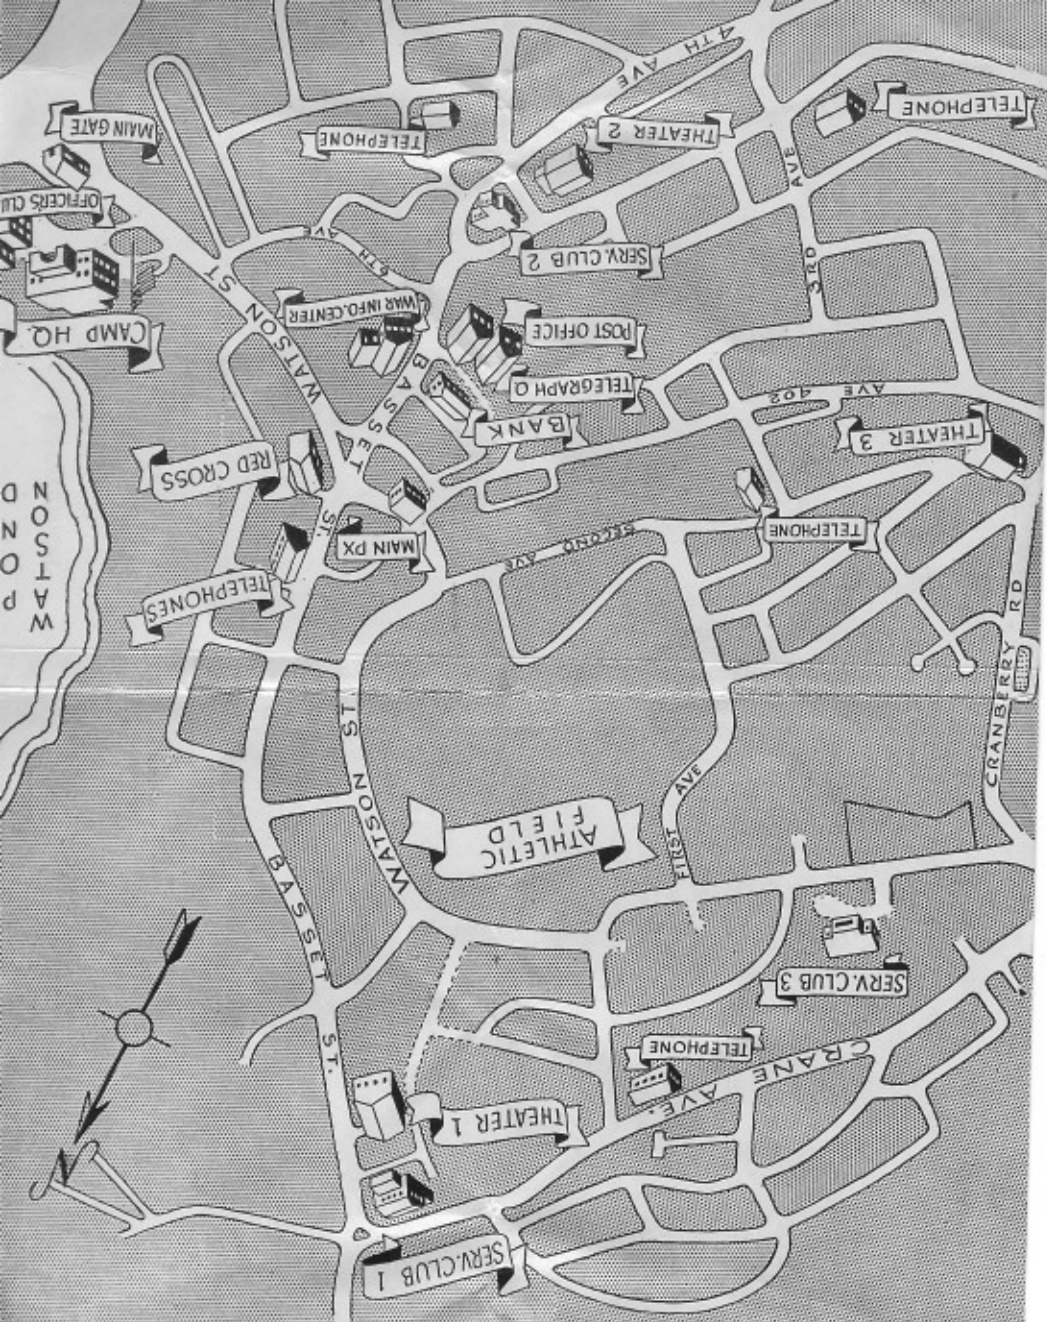 SERV. CLUB 1
THEATER 1
CRANE AVE.
TELEPHONE
SERV. CLUB 3
N
BASSET ST.
ATHLETIC
FIELD
FIRST AVE
WATSON ST
CRANBERRY RD
TELEPHONES
MAIN PX
SECOND AVE
TELEPHONE
WATSON
POND
RED CROSS
ST.
THEATER 3
BANK
BASSET
AVE
TELEGRAPH O.
POST OFFICE
WAR INFO. CENTER
CAMP HQ.
WATSON ST
6TH AVE
SERV. CLUB 2
3RD AVE
OFFICERS CLU
MAIN GATE
TELEPHONE
THEATER 2
TELEPHONE
4TH AVE